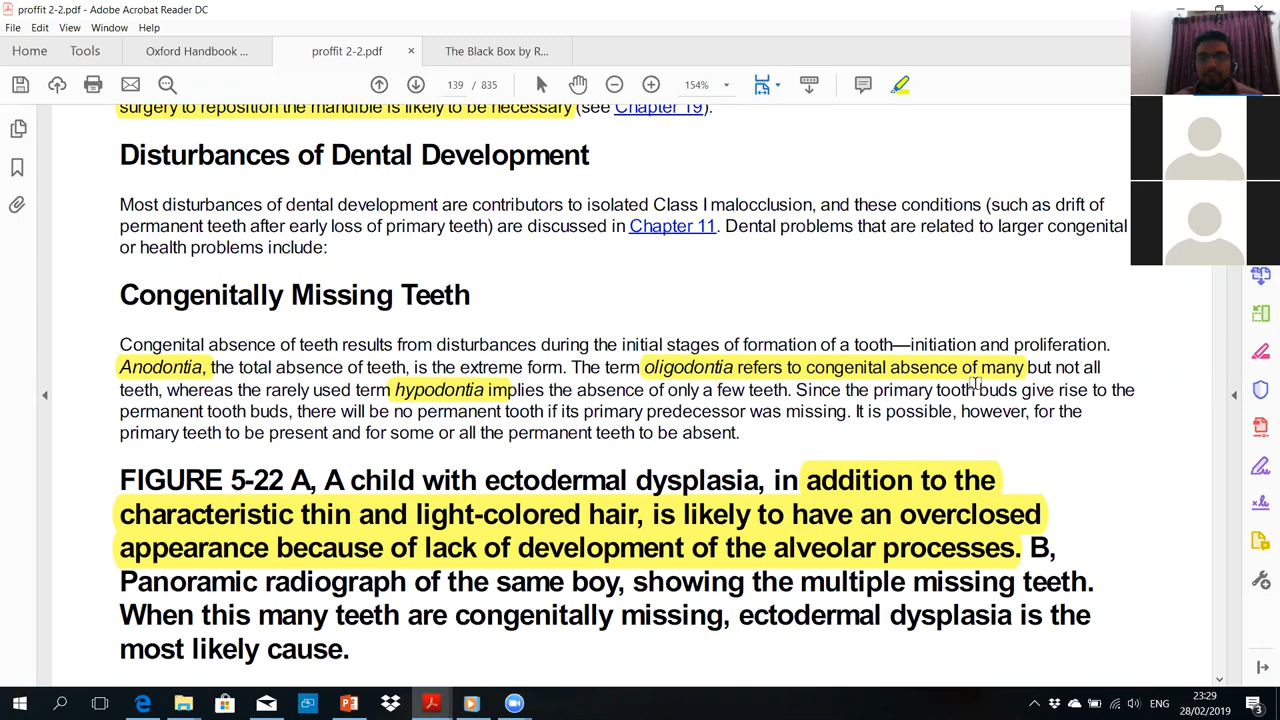 proffit 2-2.pdf - Adobe Acrobat Reader DC
File Edit View Window Help
Home Tools Oxford Handbook ... proffit 2-2.pdf × The Black Box by R...
139 / 835 154%
surgery to reposition the mandible is likely to be necessary (see Chapter 19).
Disturbances of Dental Development
Most disturbances of dental development are contributors to isolated Class I malocclusion, and these conditions (such as drift of
permanent teeth after early loss of primary teeth) are discussed in Chapter 11. Dental problems that are related to larger congenital
or health problems include:
Congenitally Missing Teeth
Congenital absence of teeth results from disturbances during the initial stages of formation of a tooth—initiation and proliferation.
Anodontia, the total absence of teeth, is the extreme form. The term oligodontia refers to congenital absence of many but not all
teeth, whereas the rarely used term hypodontia implies the absence of only a few teeth. Since the primary tooth buds give rise to the
permanent tooth buds, there will be no permanent tooth if its primary predecessor was missing. It is possible, however, for the
primary teeth to be present and for some or all the permanent teeth to be absent.
FIGURE 5-22 A, A child with ectodermal dysplasia, in addition to the
characteristic thin and light-colored hair, is likely to have an overclosed
appearance because of lack of development of the alveolar processes. B,
Panoramic radiograph of the same boy, showing the multiple missing teeth.
When this many teeth are congenitally missing, ectodermal dysplasia is the
most likely cause.
ENG
23:29
28/02/2019
3